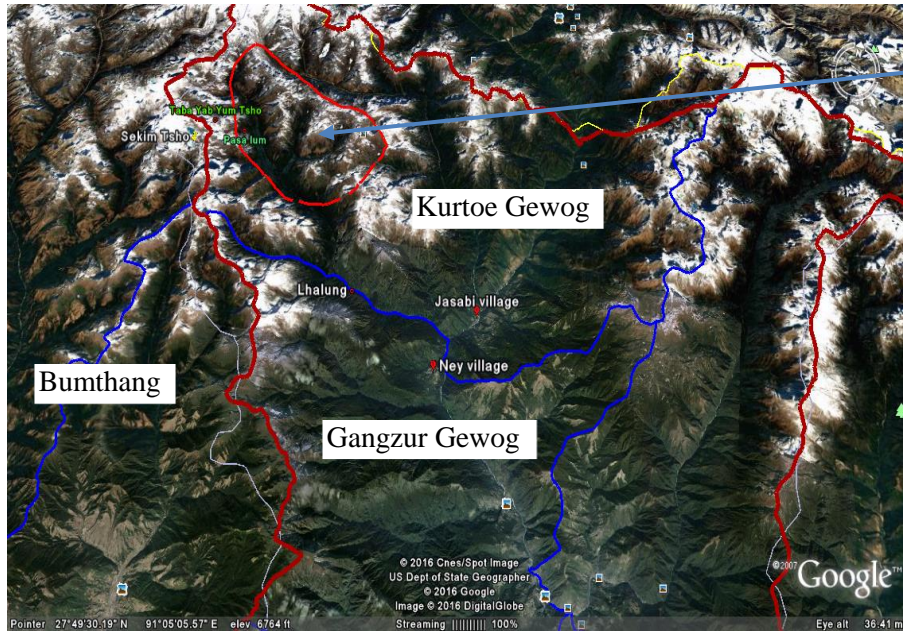 Taba Yab Yum Tsho
Sekim Tsho
Pasa lum
Kurtoe Gewog
Lhalung
Jasabi village
Ney village
Bumthang
Gangzur Gewog
© 2016 Cnes/Spot Image
US Dept of State Geographer
© 2016 Google
Image © 2016 DigitalGlobe
©2007 Google™
Pointer 27°49'30.19" N 91°05'05.57" E elev 6764 ft Streaming |||||||||| 100% Eye alt 36.41 m